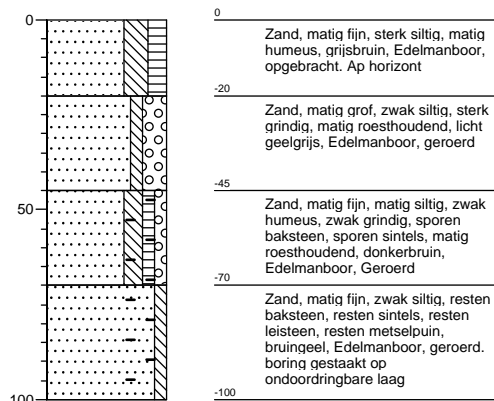 0
0
Zand, matig fijn, sterk siltig, matig
humeus, grijsbruin, Edelmanboor,
opgebracht. Ap horizont
-20
Zand, matig grof, zwak siltig, sterk
grindig, matig roesthoudend, licht
geelgrijs, Edelmanboor, geroerd
-45
50
Zand, matig fijn, matig siltig, zwak
humeus, zwak grindig, sporen
baksteen, sporen sintels, matig
roesthoudend, donkerbruin,
Edelmanboor, Geroerd
-70
Zand, matig fijn, zwak siltig, resten
baksteen, resten sintels, resten
leisteen, resten metselpuin,
bruingeel, Edelmanboor, geroerd.
boring gestaakt op
ondoordringbare laag
100
-100